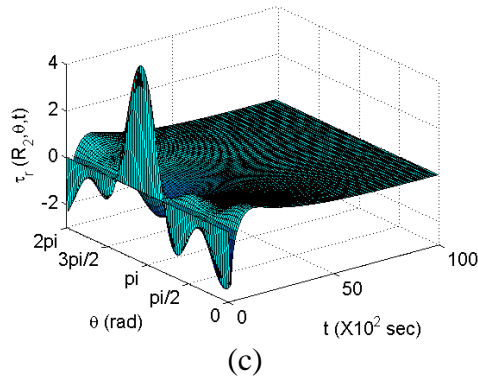 4
2
0
-2
τr (R2,θ,t)
2pi
3pi/2
pi
pi/2
0
θ (rad)
0
50
100
t (X10² sec)
(c)